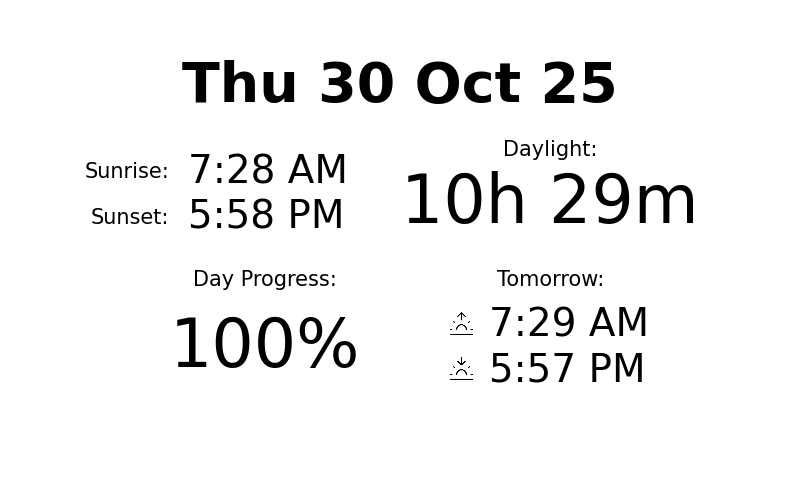 Thu 30 Oct 25
Sunrise: 7:28 AM
Sunset: 5:58 PM
Daylight:
10h 29m
Day Progress:
100%
Tomorrow:
7:29 AM
5:57 PM